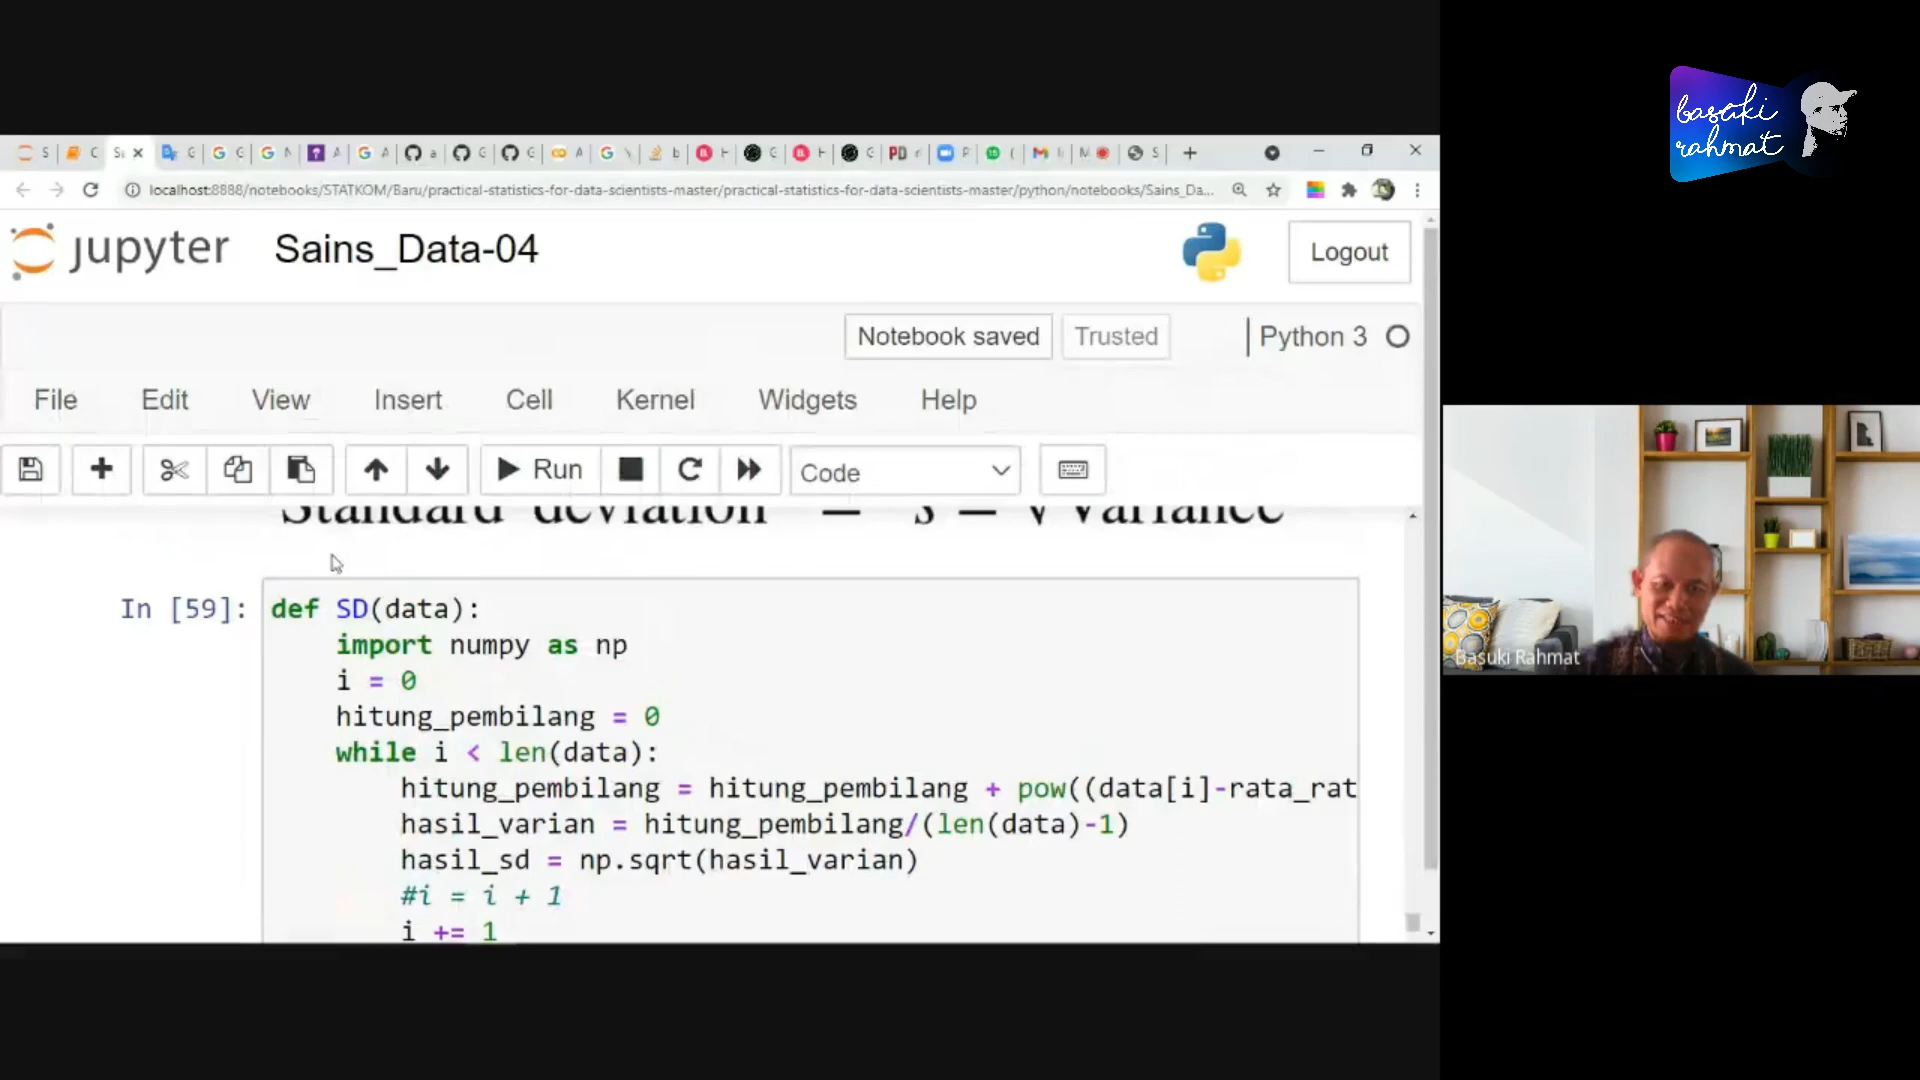 basuki
rahmat
localhost:8888/notebooks/STATKOM/Baru/practical-statistics-for-data-scientists-master/practical-statistics-for-data-scientists-master/python/notebooks/Sains_Da...
jupyter Sains_Data-04
Logout
Notebook saved Trusted
Python 3
File Edit View Insert Cell Kernel Widgets Help
Run
Code
Standard deviation = s = √Variance
In [59]: def SD(data):
import numpy as np
i = 0
hitung_pembilang = 0
while i < len(data):
hitung_pembilang = hitung_pembilang + pow((data[i]-rata_rat
hasil_varian = hitung_pembilang/(len(data)-1)
hasil_sd = np.sqrt(hasil_varian)
#i = i + 1
i += 1
Basuki Rahmat